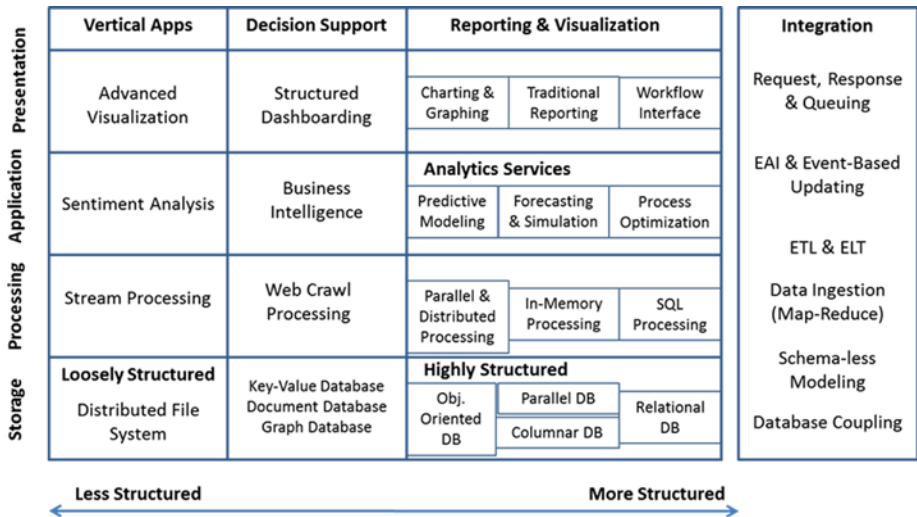 Vertical Apps
Decision Support
Reporting & Visualization
Integration
Presentation
Advanced
Visualization
Structured
Dashboarding
Charting &
Graphing
Traditional
Reporting
Workflow
Interface
Request, Response
& Queuing
Application
Sentiment Analysis
Business
Intelligence
Analytics Services
Predictive
Modeling
Forecasting
& Simulation
Process
Optimization
EAI & Event-Based
Updating
ETL & ELT
Processing
Stream Processing
Web Crawl
Processing
Parallel &
Distributed
Processing
In-Memory
Processing
SQL
Processing
Data Ingestion
(Map-Reduce)
Storage
Loosely Structured
Distributed File
System
Key-Value Database
Document Database
Graph Database
Highly Structured
Obj.
Oriented
DB
Parallel DB
Columnar DB
Relational
DB
Schema-less
Modeling
Database Coupling
Less Structured
More Structured